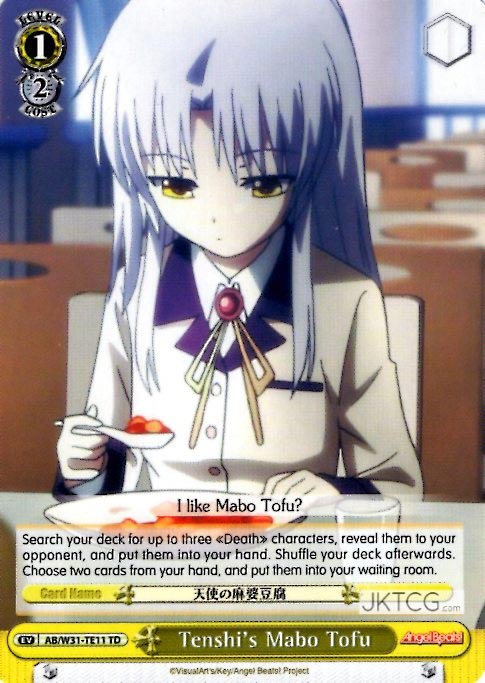 LEVEL
1
2
COST
1
I like Mabo Tofu?
Search your deck for up to three «Death» characters, reveal them to your
opponent, and put them into your hand. Shuffle your deck afterwards.
Choose two cards from your hand, and put them into your waiting room.
Card Name 天使の麻婆豆腐
JKTCG.com
EV AB/W31-TE11 TD Tenshi's Mabo Tofu Angel Beats!
©VisualArt's/Key/Angel Beats! Project